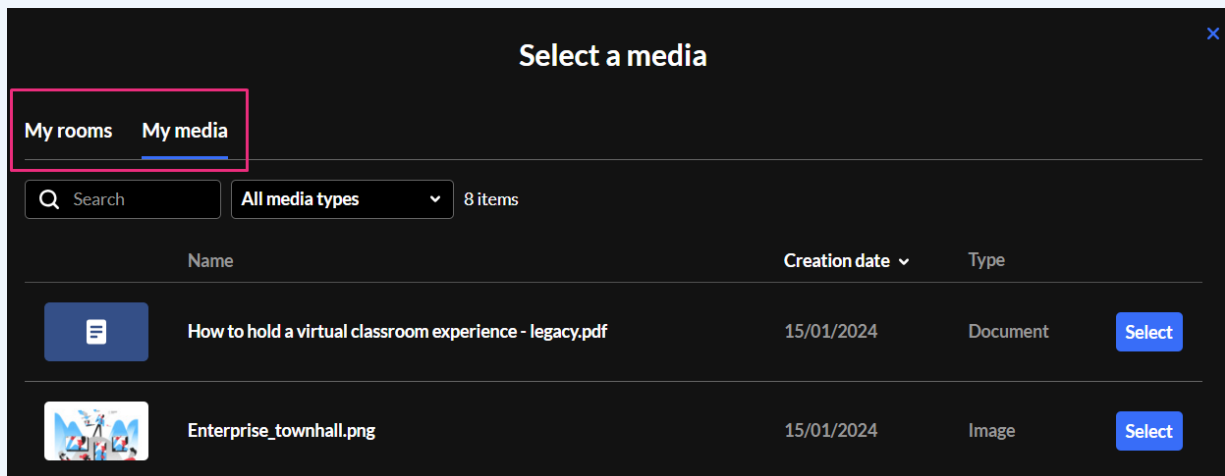 Select a media
My rooms My media
Search All media types 8 items
Name Creation date Type
How to hold a virtual classroom experience - legacy.pdf 15/01/2024 Document Select
Enterprise_townhall.png 15/01/2024 Image Select